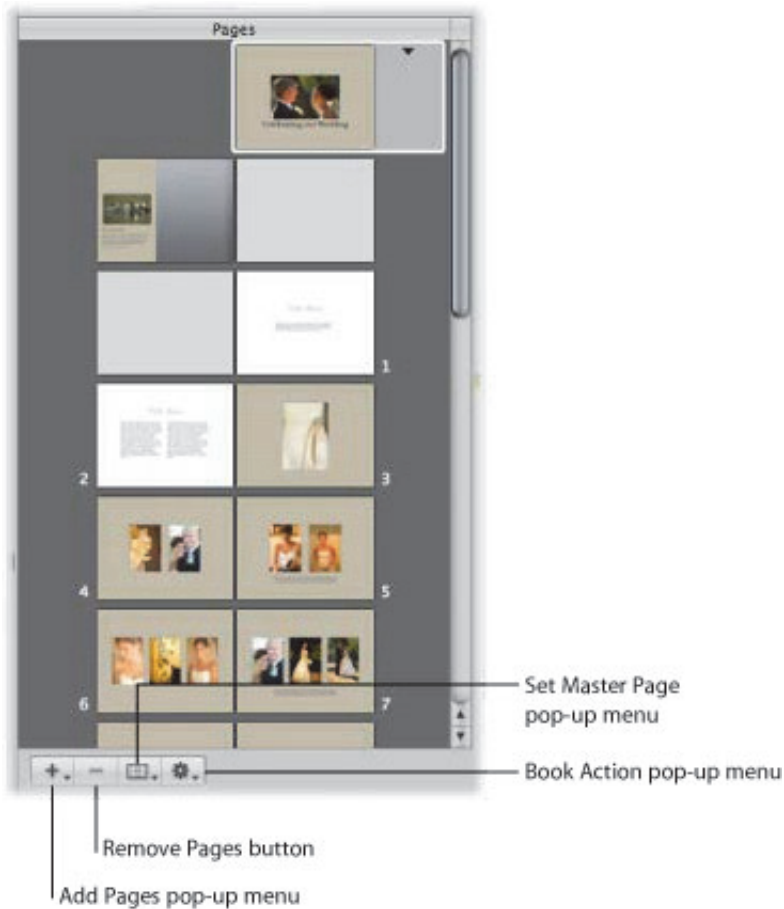 Pages
Celebrating our Wedding
1
2
3
4
5
6
7
Set Master Page
pop-up menu
Book Action pop-up menu
Remove Pages button
Add Pages pop-up menu